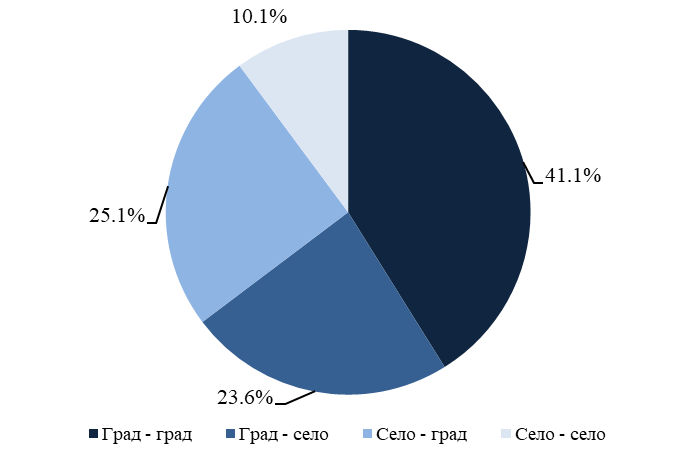 10.1%
41.1%
25.1%
23.6%
Град - град Град - село Село - град Село - село